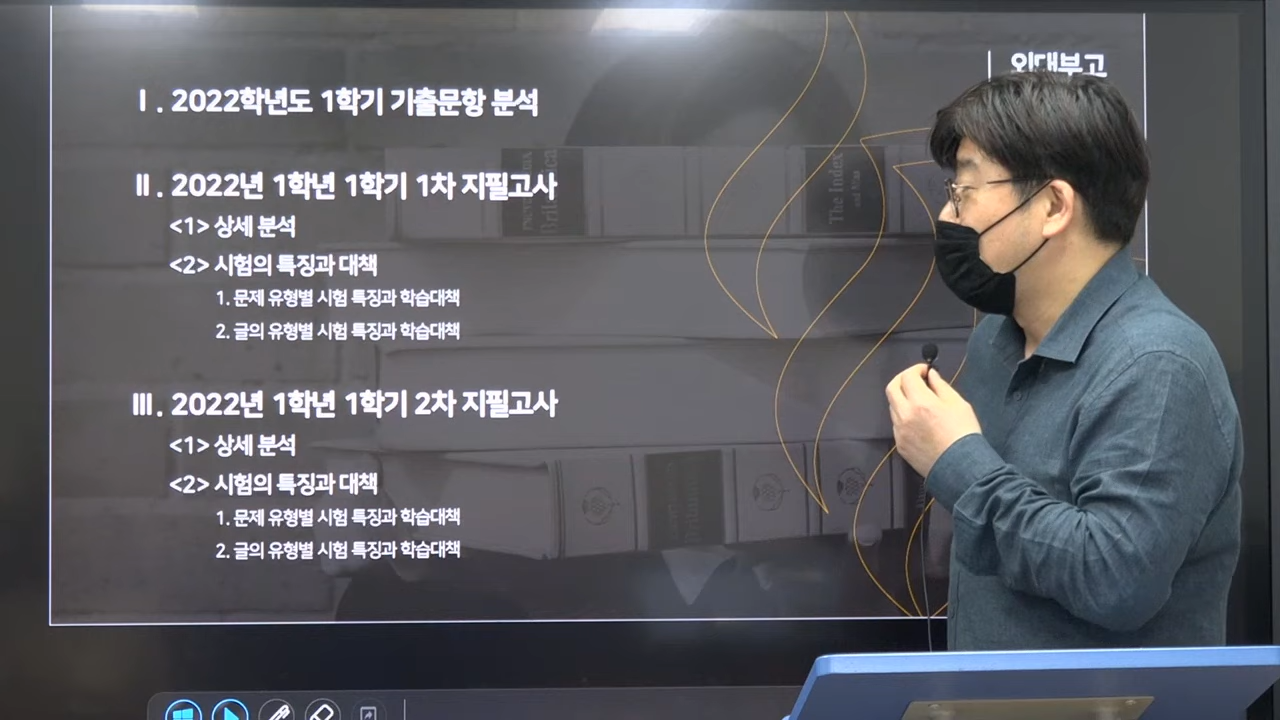 외대부고
Ⅰ. 2022학년도 1학기 기출문항 분석
Ⅱ. 2022년 1학년 1학기 1차 지필고사
<1> 상세 분석
<2> 시험의 특징과 대책
1. 문제 유형별 시험 특징과 학습대책
2. 글의 유형별 시험 특징과 학습대책
Ⅲ. 2022년 1학년 1학기 2차 지필고사
<1> 상세 분석
<2> 시험의 특징과 대책
1. 문제 유형별 시험 특징과 학습대책
2. 글의 유형별 시험 특징과 학습대책
The Index